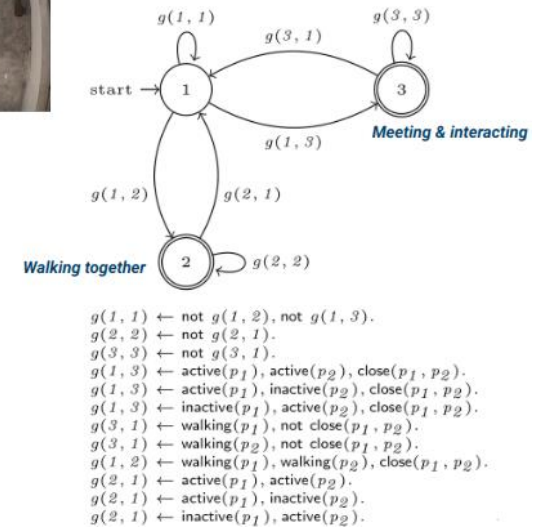 g(1, 1)
g(3, 3)
g(3, 1)
start
1
3
Meeting & interacting
g(1, 3)
g(1, 2)
g(2, 1)
Walking together
2
g(2, 2)
g(1, 1) ← not g(1, 2), not g(1, 3).
g(2, 2) ← not g(2, 1).
g(3, 3) ← not g(3, 1).
g(1, 3) ← active(p₁), active(p₂), close(p₁, p₂).
g(1, 3) ← active(p₁), inactive(p₂), close(p₁, p₂).
g(1, 3) ← inactive(p₁), active(p₂), close(p₁, p₂).
g(3, 1) ← walking(p₁), not close(p₁, p₂).
g(3, 1) ← walking(p₂), not close(p₁, p₂).
g(1, 2) ← walking(p₁), walking(p₂), close(p₁, p₂).
g(2, 1) ← active(p₁), active(p₂).
g(2, 1) ← active(p₁), inactive(p₂).
g(2, 1) ← inactive(p₁), active(p₂).